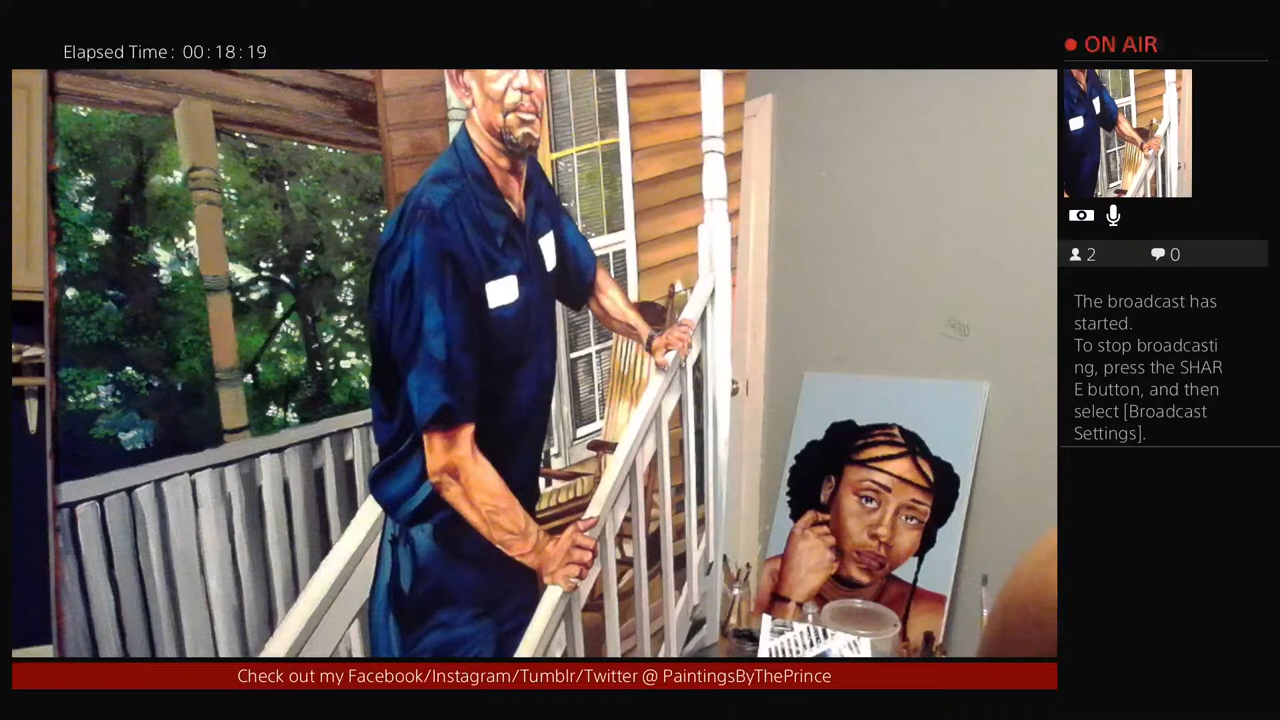 Elapsed Time: 00:18:19
ON AIR
2
0
The broadcast has
started.
To stop broadcasti
ng, press the SHAR
E button, and then
select [Broadcast
Settings].
Check out my Facebook/Instagram/Tumblr/Twitter @ PaintingsByThePrince